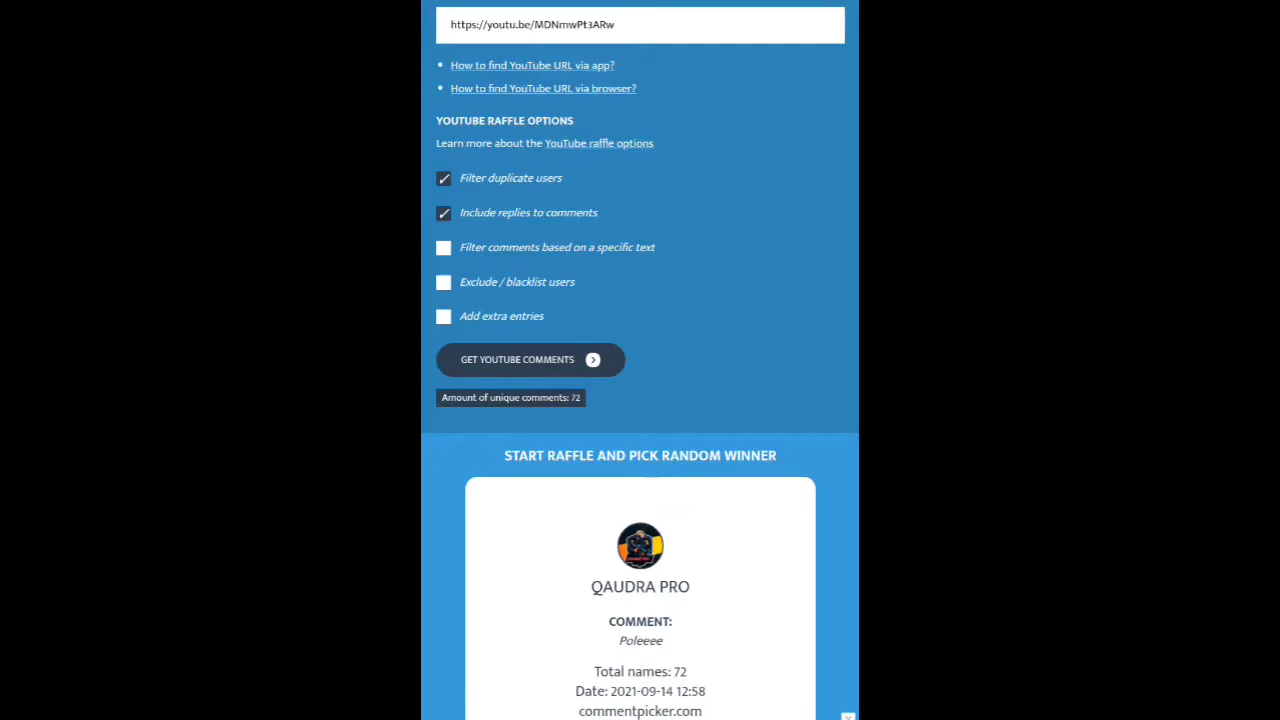 https://youtu.be/MDNmwPt3ARw
How to find YouTube URL via app?
How to find YouTube URL via browser?
YOUTUBE RAFFLE OPTIONS
Learn more about the YouTube raffle options
Filter duplicate users
Include replies to comments
Filter comments based on a specific text
Exclude / blacklist users
Add extra entries
GET YOUTUBE COMMENTS
Amount of unique comments: 72
START RAFFLE AND PICK RANDOM WINNER
QAUDRA PRO
COMMENT:
Poleeee
Total names: 72
Date: 2021-09-14 12:58
commentpicker.com